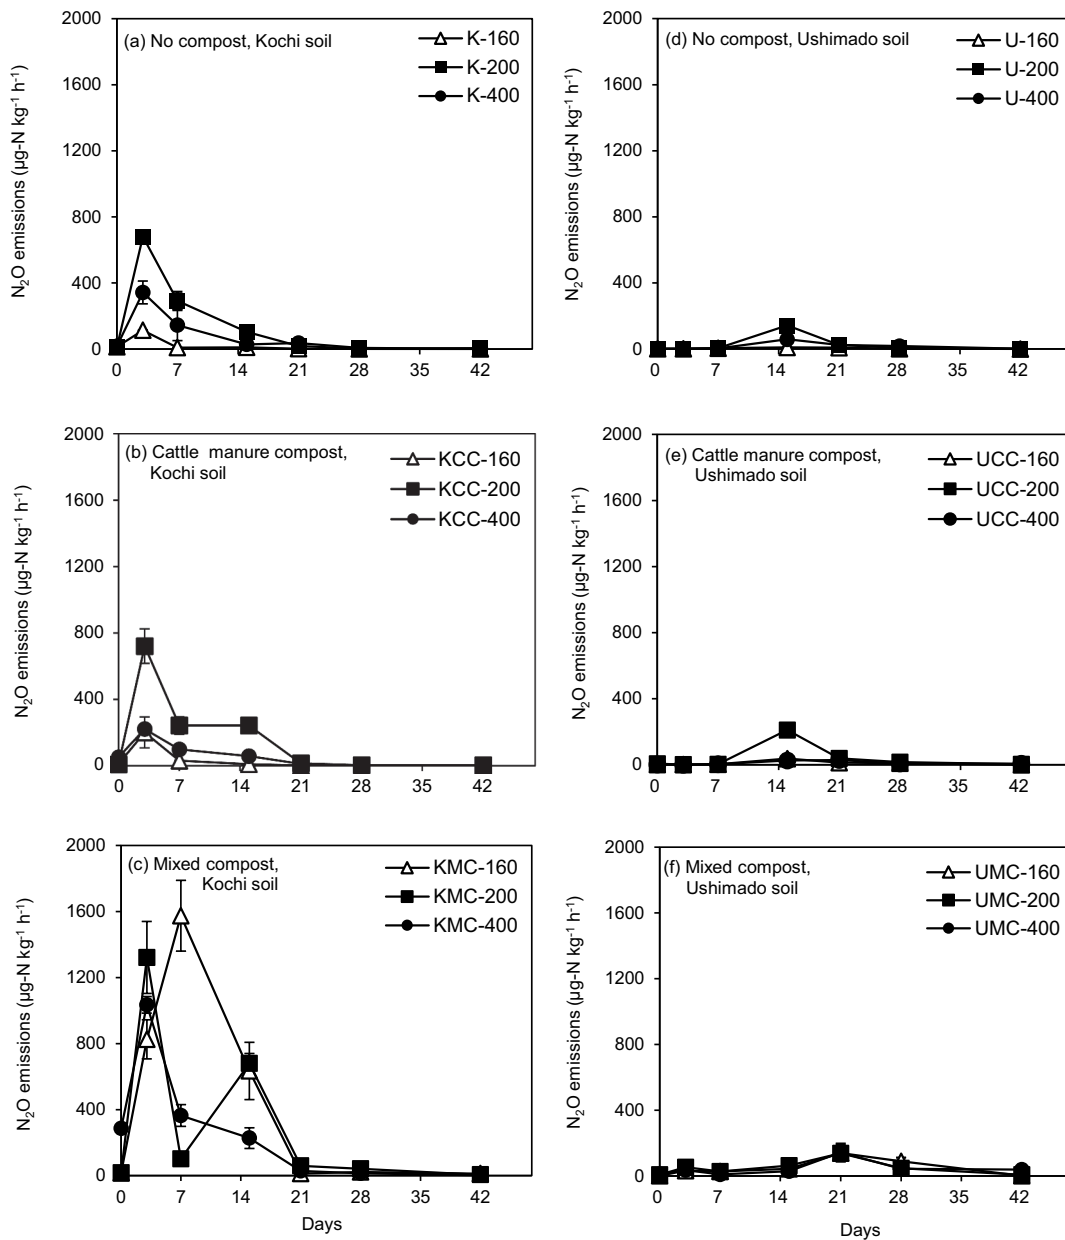 (a) No compost, Kochi soil
K-160
K-200
K-400
N₂O emissions (µg-N kg⁻¹ h⁻¹)
2000
1600
1200
800
400
0
0 7 14 21 28 35 42
(d) No compost, Ushimado soil
U-160
U-200
U-400
N₂O emissions (µg-N kg⁻¹ h⁻¹)
2000
1600
1200
800
400
0
0 7 14 21 28 35 42
(b) Cattle manure compost,
Kochi soil
KCC-160
KCC-200
KCC-400
N₂O emissions (µg-N kg⁻¹ h⁻¹)
2000
1600
1200
800
400
0
0 7 14 21 28 35 42
(e) Cattle manure compost,
Ushimado soil
UCC-160
UCC-200
UCC-400
N₂O emissions (µg-N kg⁻¹ h⁻¹)
2000
1600
1200
800
400
0
0 7 14 21 28 35 42
(c) Mixed compost,
Kochi soil
KMC-160
KMC-200
KMC-400
N₂O emissions (µg-N kg⁻¹ h⁻¹)
2000
1600
1200
800
400
0
0 7 14 21 28 35 42
Days
(f) Mixed compost,
Ushimado soil
UMC-160
UMC-200
UMC-400
N₂O emissions (µg-N kg⁻¹ h⁻¹)
2000
1600
1200
800
400
0
0 7 14 21 28 35 42
Days